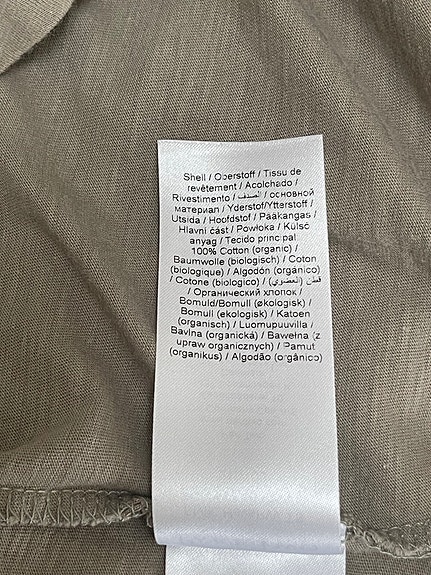 Shell / Oberstoff / Tissu de
revêtement / Acolchado /
Rivestimento / الصدف / основной
материал / Yderstof/Ytterstoff /
Utsida / Hoofdstof / Pääkangas /
Hlavní část / Powłoka / Külső
anyag / Tecido principal
100% Cotton (organic) /
Baumwolle (biologisch) / Coton
(biologique) / Algodón (orgánico)
/ Cotone (biologico) / قطن (العضوي)
/ Органический хлопок /
Bomuld/Bomull (økologisk) /
Bomull (ekologisk) / Katoen
(organisch) / Luomupuuvilla /
Bavlna (organická) / Bawełna (z
upraw organicznych) / Pamut
(organikus) / Algodão (orgânico)